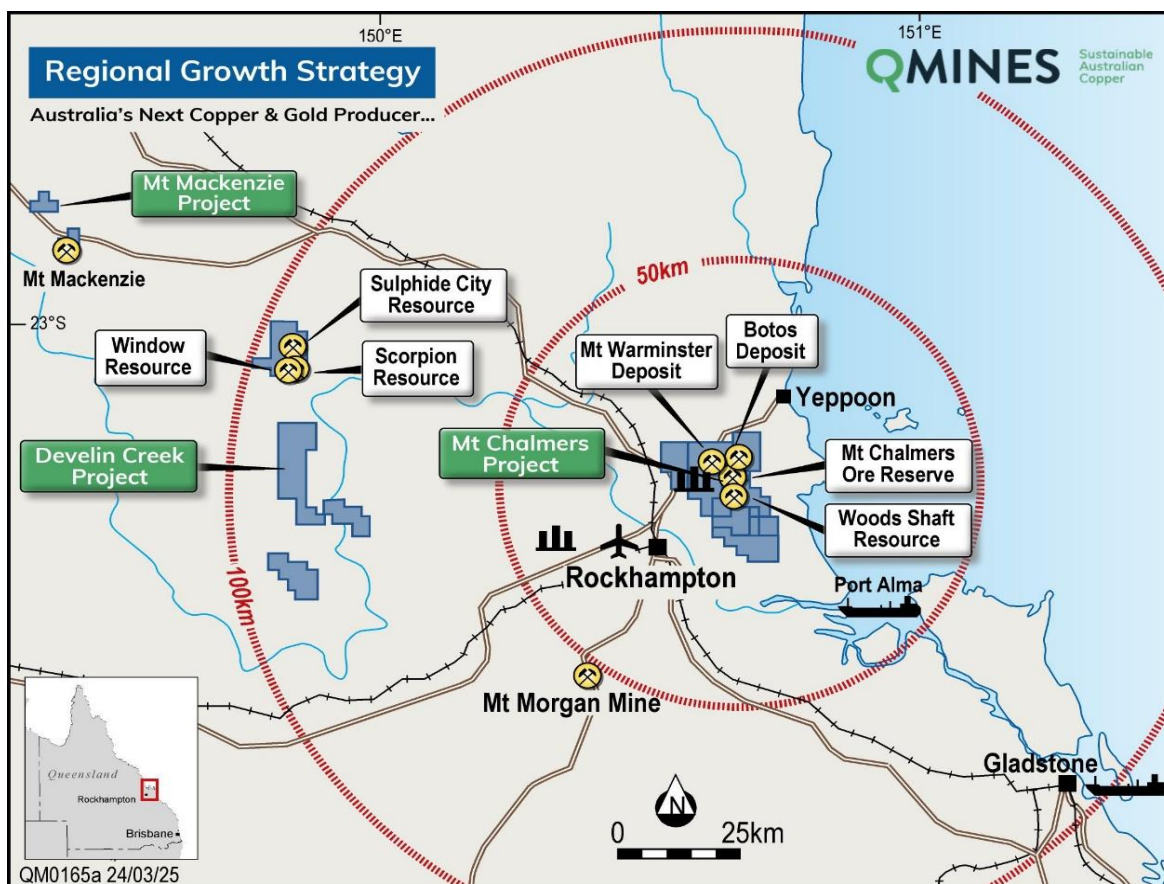 150°E
151°E
Regional Growth Strategy
Australia's Next Copper & Gold Producer...
QMINES
Sustainable
Australian
Copper
Mt Mackenzie
Project
Mt Mackenzie
23°S
Sulphide City
Resource
Window
Resource
Scorpion
Resource
50km
Mt Warminster
Deposit
Botos
Deposit
Yeppoon
Develin Creek
Project
Mt Chalmers
Project
Mt Chalmers
Ore Reserve
Woods Shaft
Resource
100km
Rockhampton
Port Alma
Mt Morgan Mine
Gladstone
N
0 25km
Queensland
Rockhampton
Brisbane
QM0165a 24/03/25